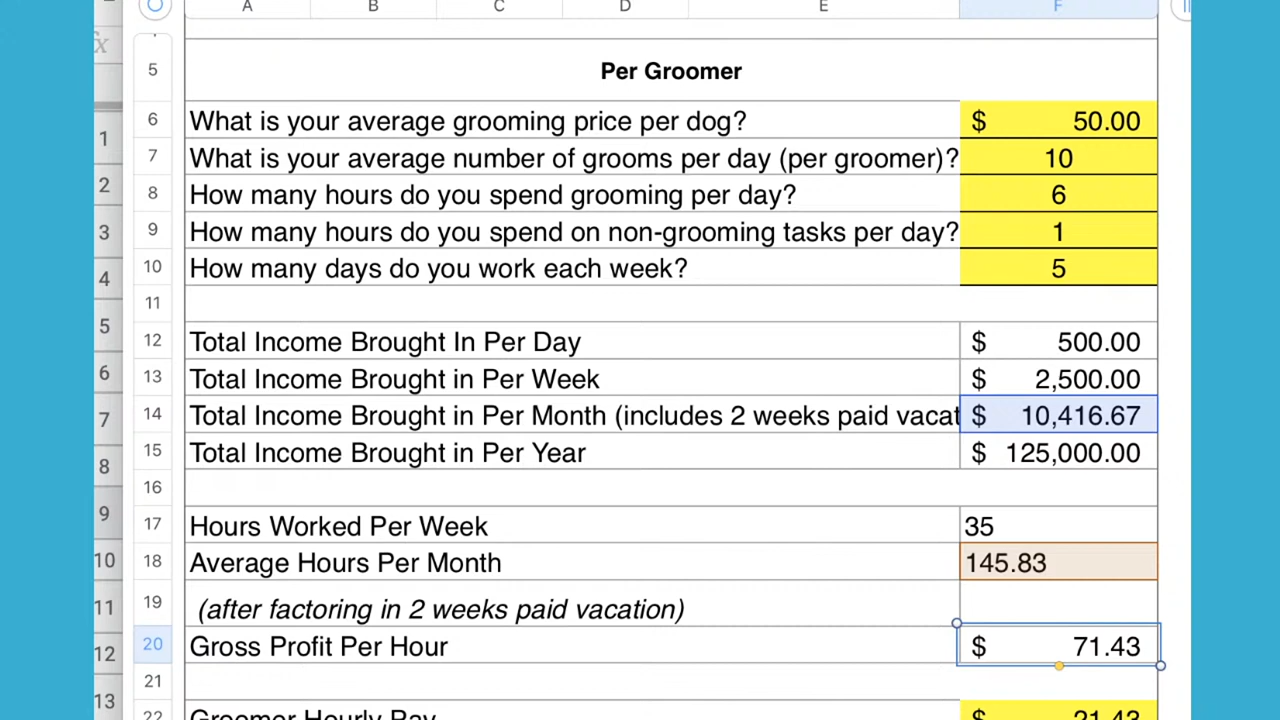 A B C D E F
fx
5 Per Groomer
6 What is your average grooming price per dog? $ 50.00
7 What is your average number of grooms per day (per groomer)? 10
8 How many hours do you spend grooming per day? 6
9 How many hours do you spend on non-grooming tasks per day? 1
10 How many days do you work each week? 5
11
12 Total Income Brought In Per Day $ 500.00
13 Total Income Brought in Per Week $ 2,500.00
14 Total Income Brought in Per Month (includes 2 weeks paid vacat $ 10,416.67
15 Total Income Brought in Per Year $ 125,000.00
16
17 Hours Worked Per Week 35
18 Average Hours Per Month 145.83
19 (after factoring in 2 weeks paid vacation)
20 Gross Profit Per Hour $ 71.43
21
22 Groomer Hourly Pay $ 21.43
1
2
3
4
5
6
7
8
9
10
11
12
13